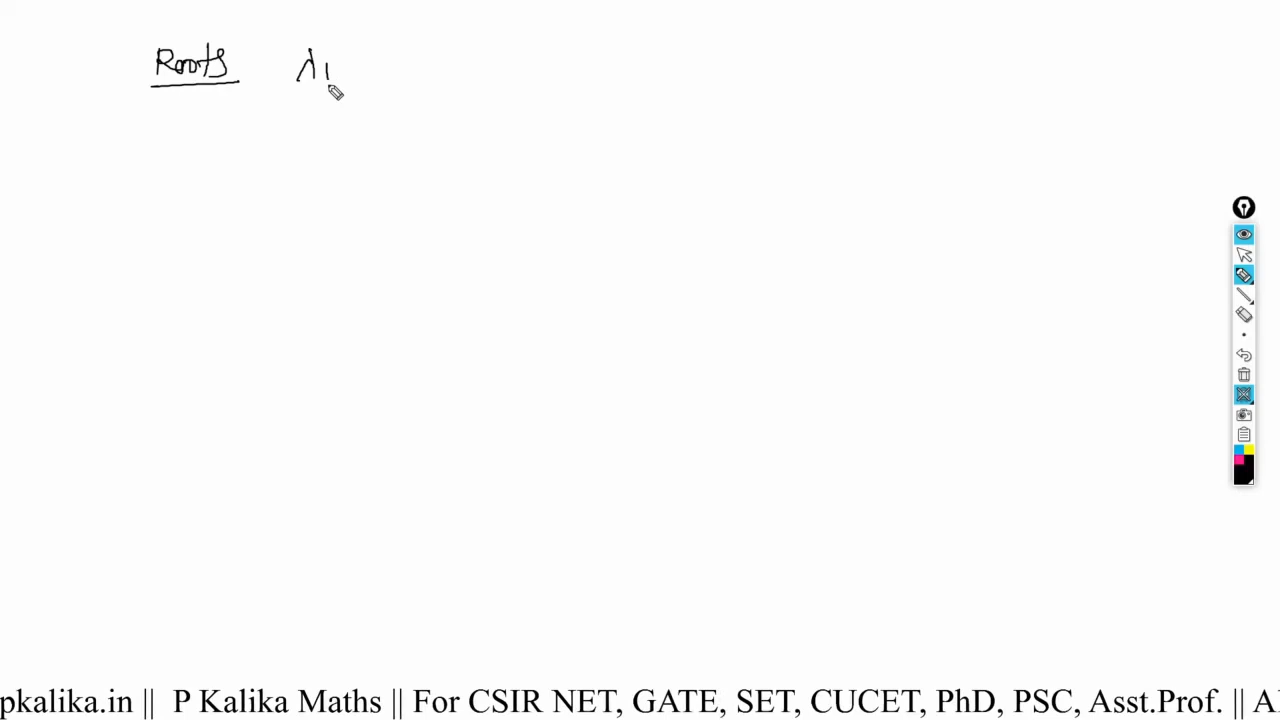 Roots λ1
pkalika.in || P Kalika Maths || For CSIR NET, GATE, SET, CUCET, PhD, PSC, Asst.Prof. || A